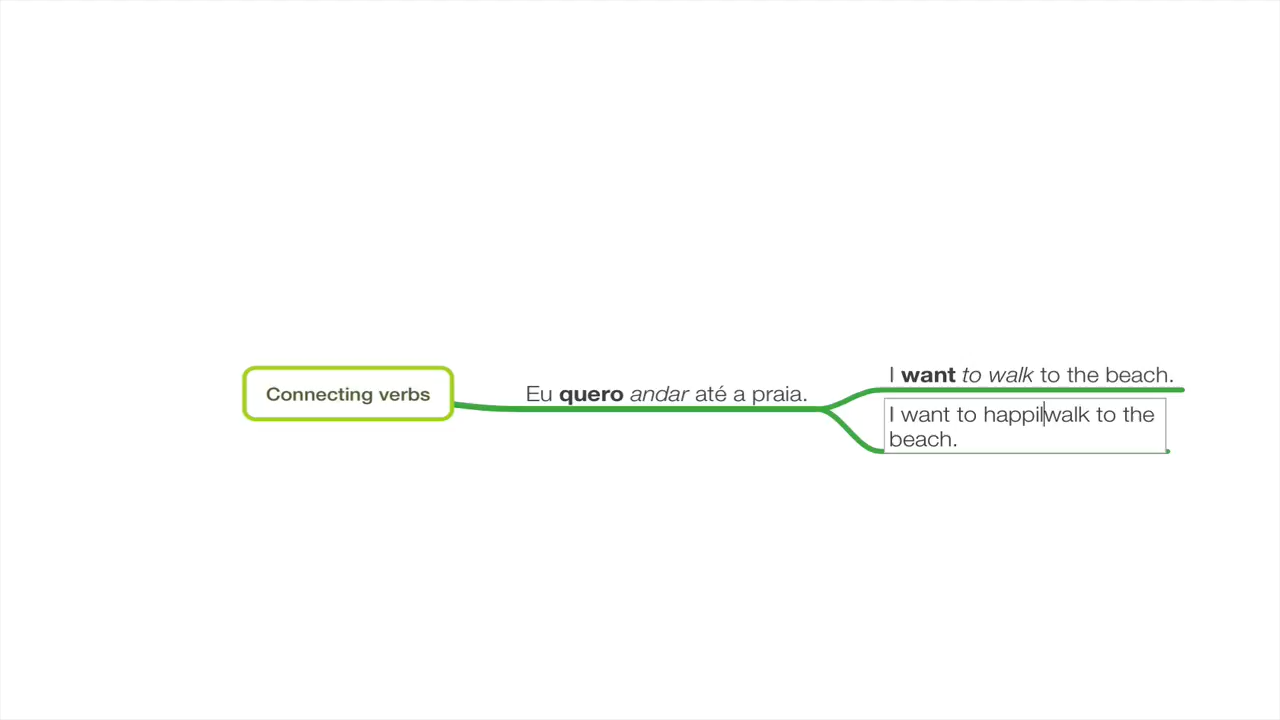 Connecting verbs
Eu quero andar até a praia.
I want to walk to the beach.
I want to happilwalk to the
beach.